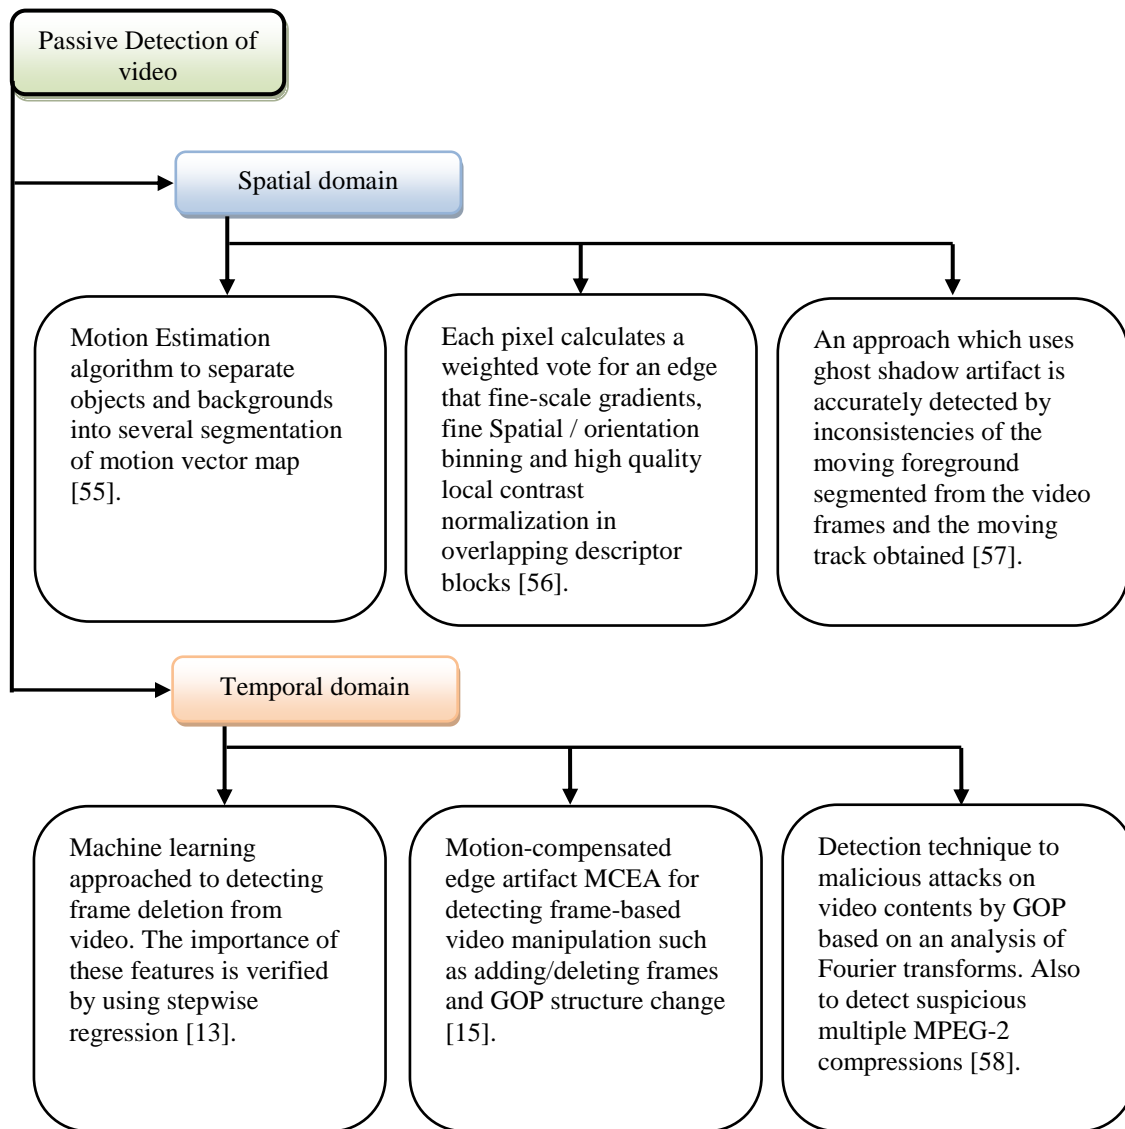 Passive Detection of
video
Spatial domain
Motion Estimation
algorithm to separate
objects and backgrounds
into several segmentation
of motion vector map
[55].
Each pixel calculates a
weighted vote for an edge
that fine-scale gradients,
fine Spatial / orientation
binning and high quality
local contrast
normalization in
overlapping descriptor
blocks [56].
An approach which uses
ghost shadow artifact is
accurately detected by
inconsistencies of the
moving foreground
segmented from the video
frames and the moving
track obtained [57].
Temporal domain
Machine learning
approached to detecting
frame deletion from
video. The importance of
these features is verified
by using stepwise
regression [13].
Motion-compensated
edge artifact MCEA for
detecting frame-based
video manipulation such
as adding/deleting frames
and GOP structure change
[15].
Detection technique to
malicious attacks on
video contents by GOP
based on an analysis of
Fourier transforms. Also
to detect suspicious
multiple MPEG-2
compressions [58].